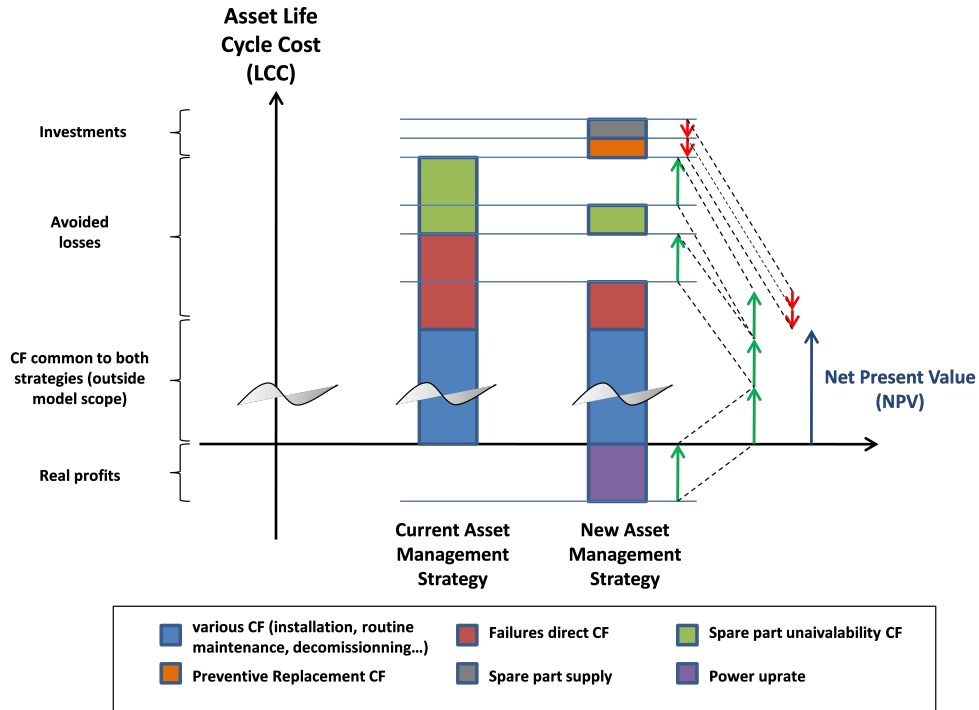 Asset Life
Cycle Cost
(LCC)
Investments
Avoided
losses
CF common to both
strategies (outside
model scope)
Net Present Value
(NPV)
Real profits
Current Asset
Management
Strategy
New Asset
Management
Strategy
various CF (installation, routine
maintenance, decomissionning...)
Failures direct CF
Spare part unaivalability CF
Preventive Replacement CF
Spare part supply
Power uprate